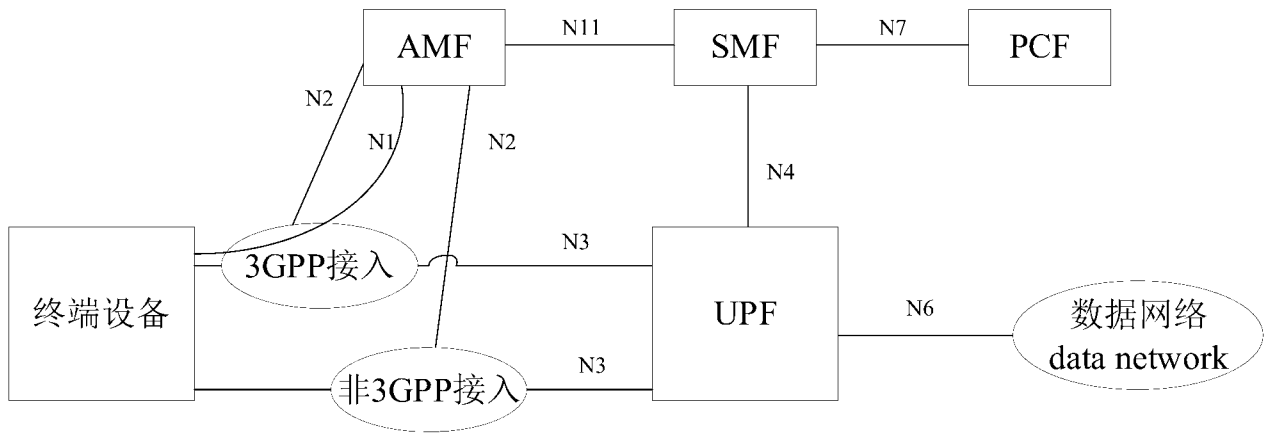 AMF
N11
SMF
N7
PCF
N2
N1
N2
N4
终端设备
3GPP接入
N3
UPF
N6
数据网络
data network
非3GPP接入
N3